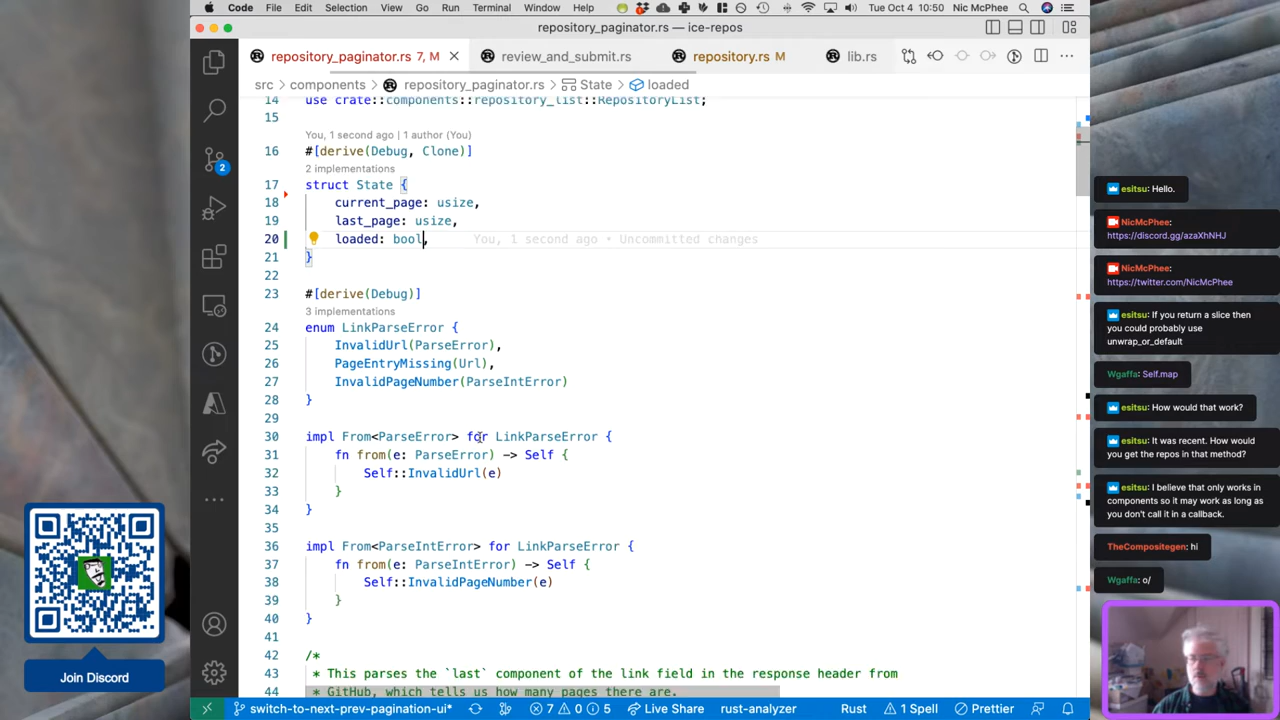 Code File Edit Selection View Go Run Terminal Window Help Tue Oct 4 10:50 Nic McPhee
repository_paginator.rs — ice-repos
repository_paginator.rs 7, M review_and_submit.rs repository.rs M lib.rs
src components repository_paginator.rs State loaded
14 use crate::components::repository_list::RepositoryList;
15
You, 1 second ago | 1 author (You)
16 #[derive(Debug, Clone)]
2 implementations
17 struct State {
18 current_page: usize,
19 last_page: usize,
20 loaded: bool, You, 1 second ago • Uncommitted changes
21 }
22
23 #[derive(Debug)]
3 implementations
24 enum LinkParseError {
25 InvalidUrl(ParseError),
26 PageEntryMissing(Url),
27 InvalidPageNumber(ParseIntError)
28 }
29
30 impl From<ParseError> for LinkParseError {
31 fn from(e: ParseError) -> Self {
32 Self::InvalidUrl(e)
33 }
34 }
35
36 impl From<ParseIntError> for LinkParseError {
37 fn from(e: ParseIntError) -> Self {
38 Self::InvalidPageNumber(e)
39 }
40 }
41
42 /*
43 * This parses the `last` component of the link field in the response header from
44 * GitHub, which tells us how many pages there are.
2
switch-to-next-prev-pagination-ui* 7 0 5 Live Share rust-analyzer Rust 1 Spell Prettier
Join Discord
esitsu: Hello.
NicMcPhee:
https://discord.gg/azaXhNHJ
NicMcPhee:
https://twitter.com/NicMcPhee
esitsu: If you return a slice then
you could probably use
unwrap_or_default
Wgaffa: Self.map
esitsu: How would that work?
esitsu: It was recent. How would
you get the repos in that method?
esitsu: I believe that only works in
components so it may work as long as
you don't call it in a callback.
TheCompositegen: hi
Wgaffa: o/